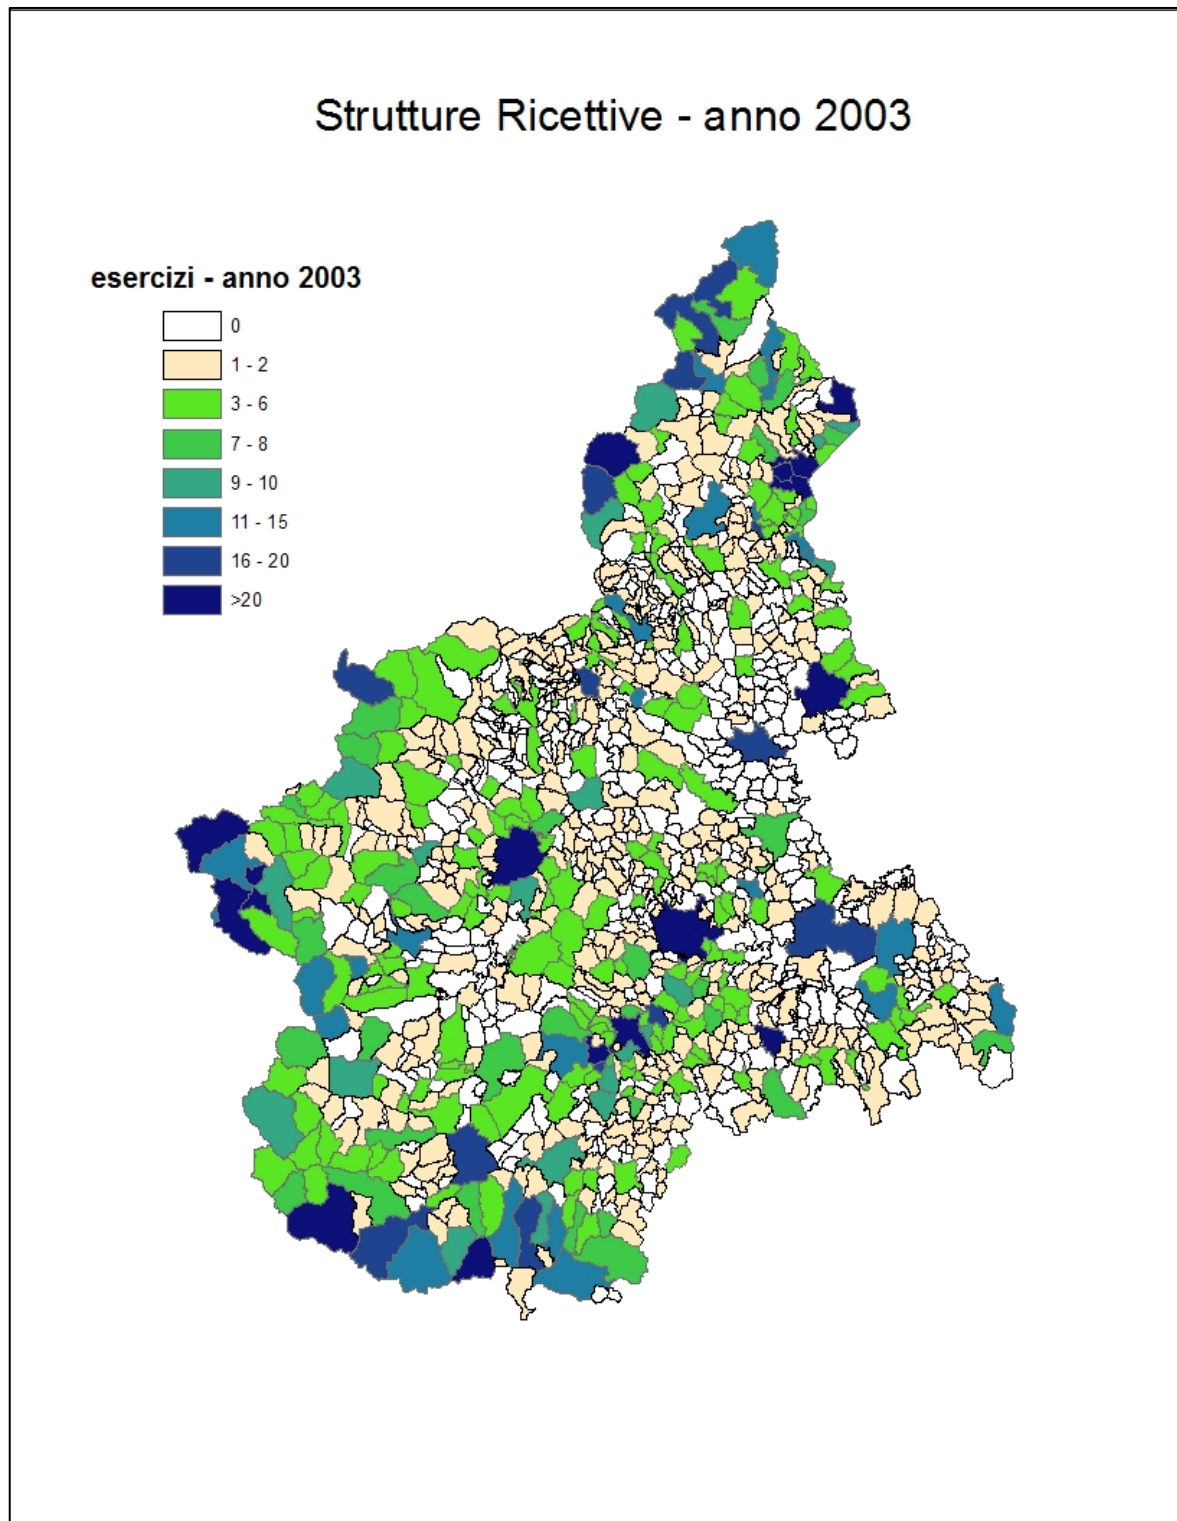 Strutture Ricettive - anno 2003
esercizi - anno 2003
0
1 - 2
3 - 6
7 - 8
9 - 10
11 - 15
16 - 20
>20